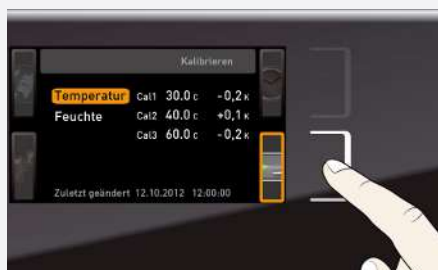 Kalibrieren
Temperatur Cal1 30.0 c -0,2 K
Feuchte Cal2 40.0 c +0,1 K
Cal3 60.0 c -0,2 K
Zuletzt geändert 12.10.2012 12:00:00